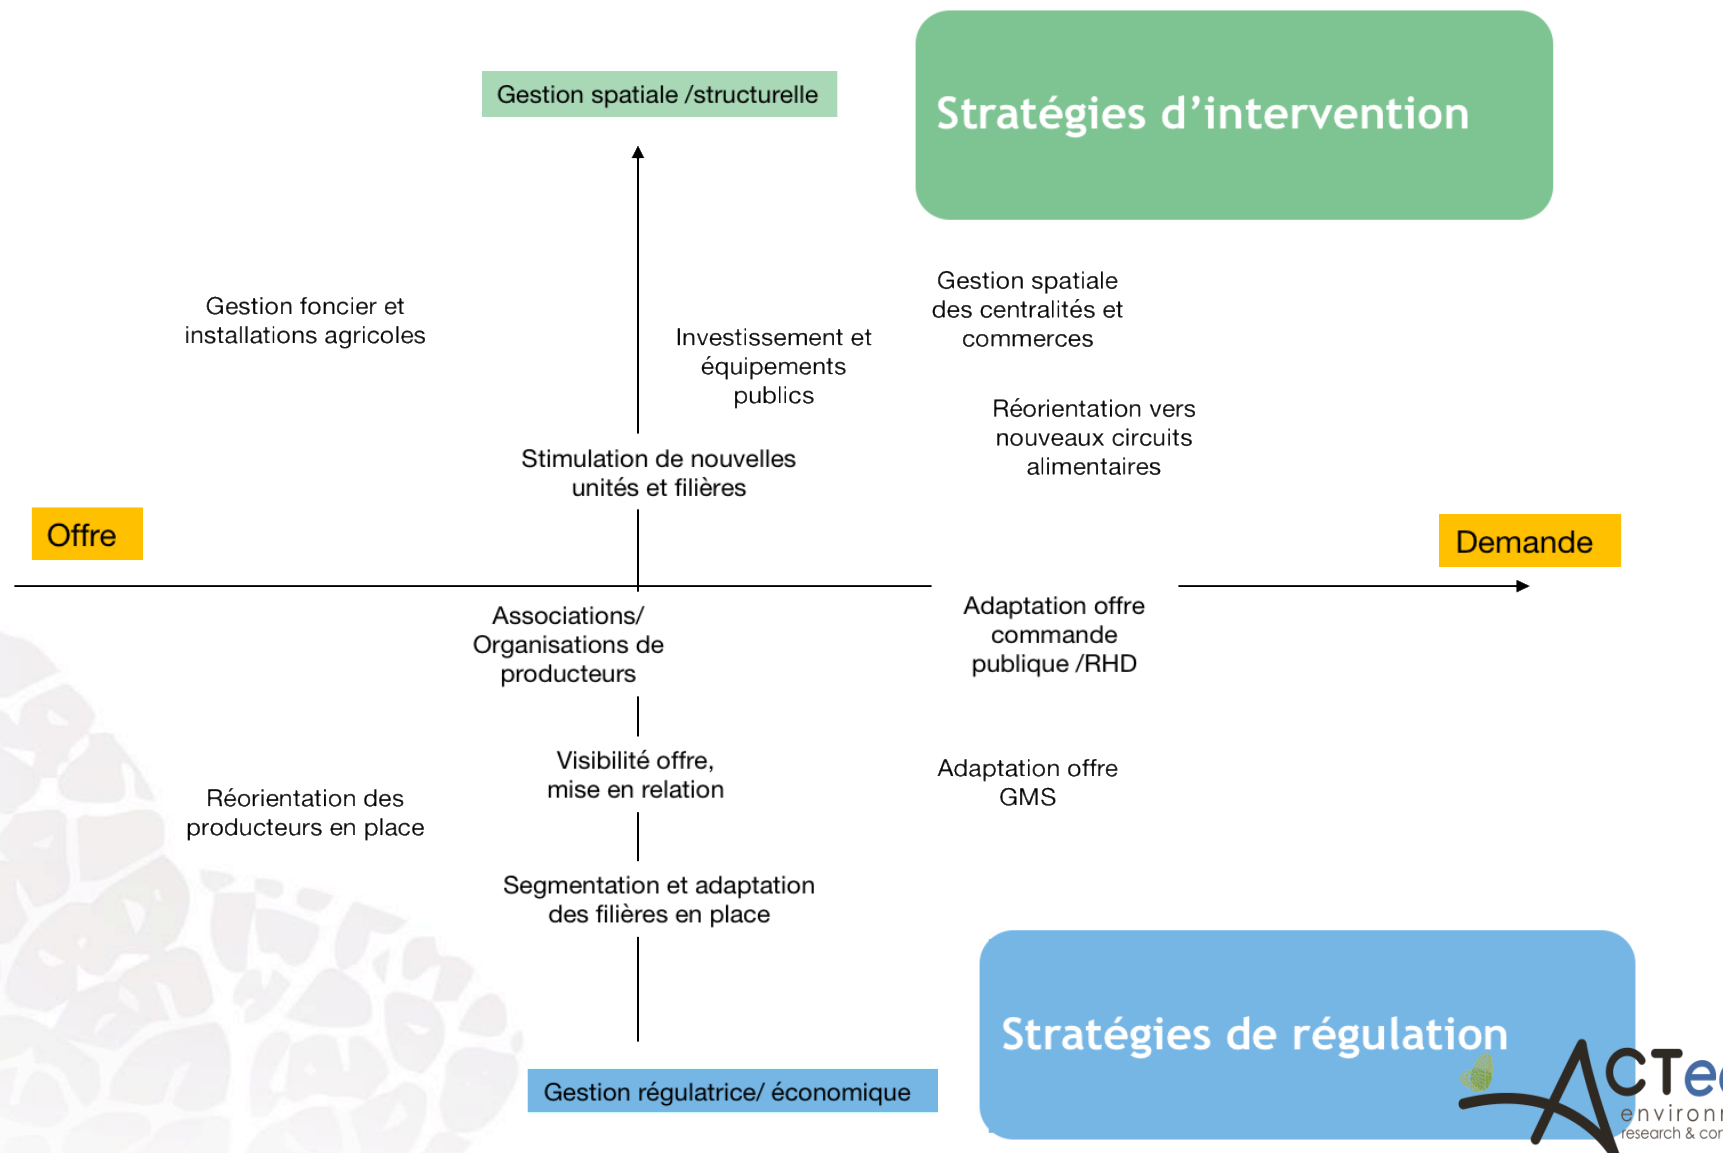 Gestion spatiale /structurelle
Stratégies d’intervention
Gestion foncier et
installations agricoles
Investissement et
équipements
publics
Gestion spatiale
des centralités et
commerces
Réorientation vers
nouveaux circuits
alimentaires
Stimulation de nouvelles
unités et filières
Offre
Demande
Associations/
Organisations de
producteurs
Adaptation offre
commande
publique /RHD
Visibilité offre,
mise en relation
Adaptation offre
GMS
Réorientation des
producteurs en place
Segmentation et adaptation
des filières en place
Stratégies de régulation
Gestion régulatrice/ économique
ACTe
research &